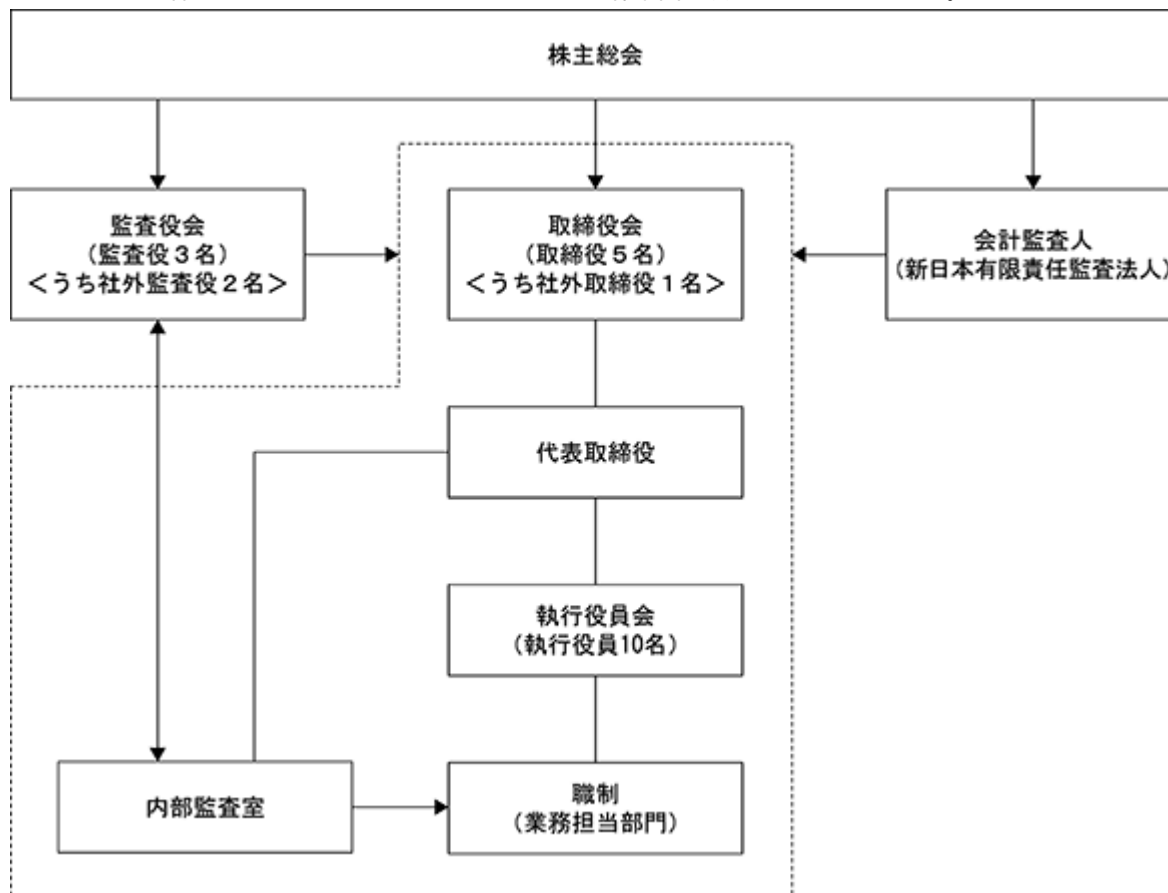 株主総会
監査役会
(監査役3名)
<うち社外監査役2名>
取締役会
(取締役5名)
<うち社外取締役1名>
会計監査人
(新日本有限責任監査法人)
代表取締役
執行役員会
(執行役員10名)
内部監査室
職制
(業務担当部門)